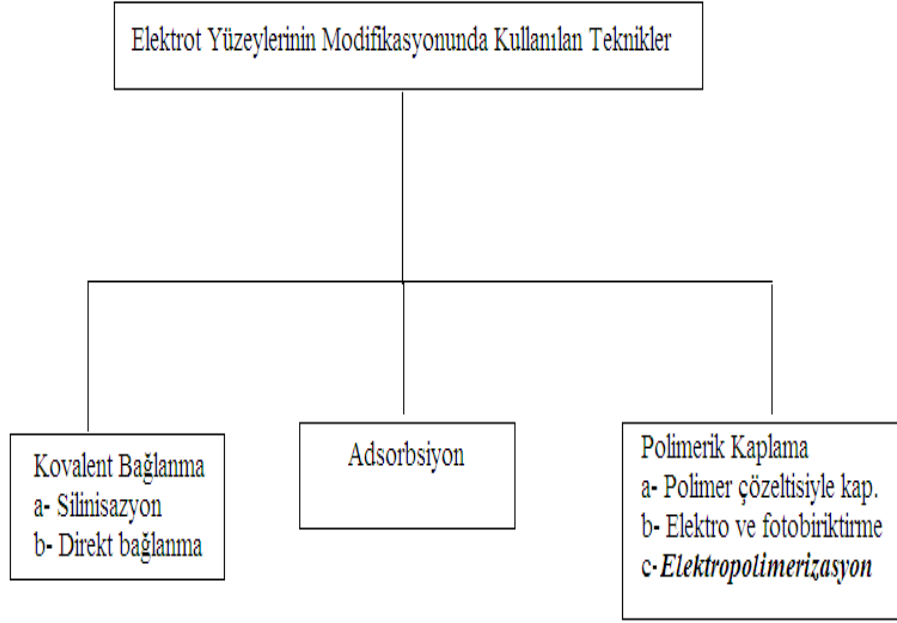 Elektrot Yüzeylerinin Modifikasyonunda Kullanılan Teknikler
Kovalent Bağlanma
a- Silinisazyon
b- Direkt bağlanma
Adsorbsiyon
Polimerik Kaplama
a- Polimer çözeltisiyle kap.
b- Elektro ve fotobiriktirme
c-Elektropolimerizasyon